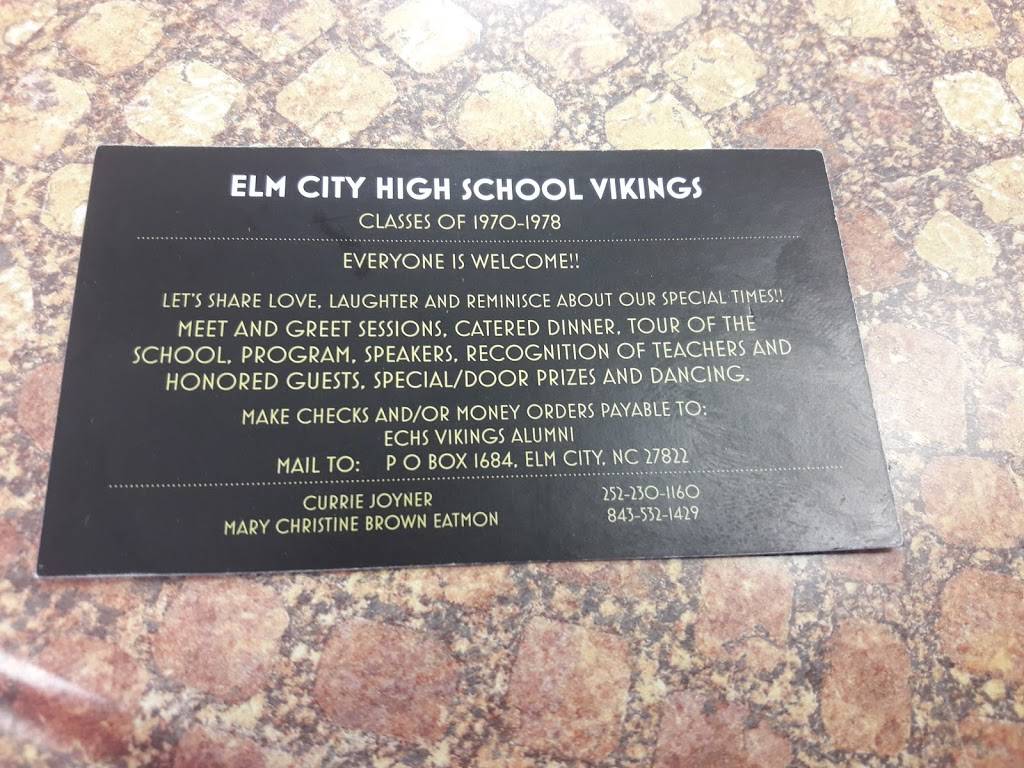 ELM CITY HIGH SCHOOL VIKINGS
CLASSES OF 1970-1978
EVERYONE IS WELCOME!!
LET'S SHARE LOVE, LAUGHTER AND REMINISCE ABOUT OUR SPECIAL TIMES!!
MEET AND GREET SESSIONS, CATERED DINNER, TOUR OF THE
SCHOOL, PROGRAM, SPEAKERS, RECOGNITION OF TEACHERS AND
HONORED GUESTS, SPECIAL/DOOR PRIZES AND DANCING.
MAKE CHECKS AND/OR MONEY ORDERS PAYABLE TO:
ECHS VIKINGS ALUMNI
MAIL TO: P O BOX 1684, ELM CITY, NC 27822
CURRIE JOYNER 252-230-1160
MARY CHRISTINE BROWN EATMON 843-532-1429